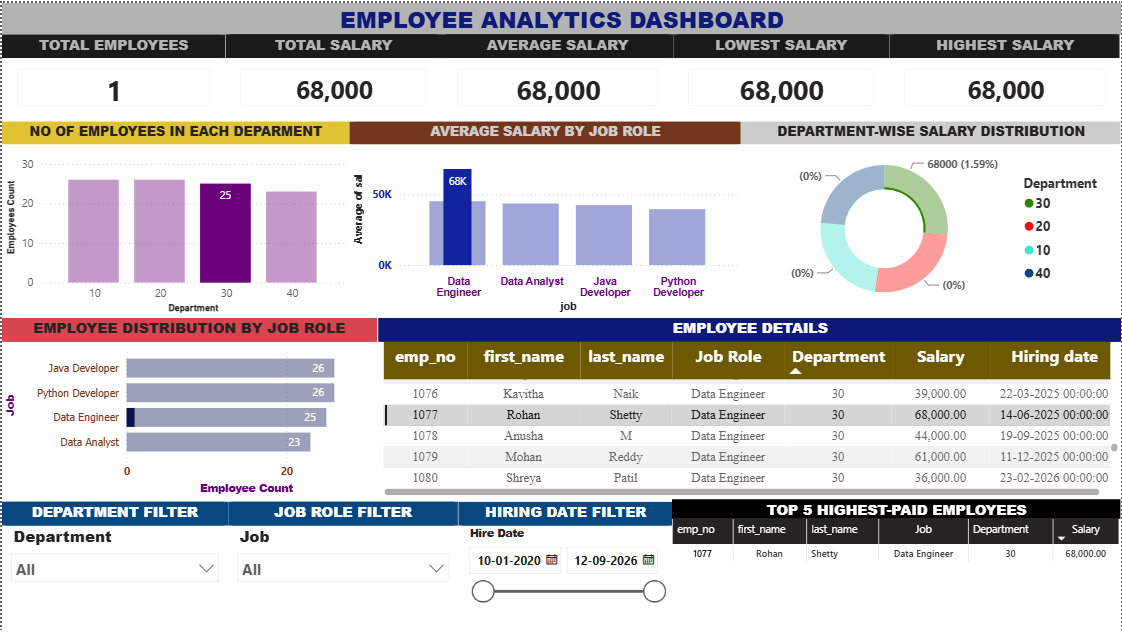 EMPLOYEE ANALYTICS DASHBOARD
TOTAL EMPLOYEES TOTAL SALARY AVERAGE SALARY LOWEST SALARY HIGHEST SALARY
1 68,000 68,000 68,000 68,000
NO OF EMPLOYEES IN EACH DEPARMENT
Employees Count
30
20
10
0
25
10 20 30 40
Department
AVERAGE SALARY BY JOB ROLE
Average of sal
50K
0K
68K
Data Engineer Data Analyst Java Developer Python Developer
job
DEPARTMENT-WISE SALARY DISTRIBUTION
68000 (1.59%)
(0%)
(0%)
(0%)
Department
30
20
10
40
EMPLOYEE DISTRIBUTION BY JOB ROLE
Job
Java Developer 26
Python Developer 26
Data Engineer 25
Data Analyst 23
0 20
Employee Count
EMPLOYEE DETAILS
emp_no first_name last_name Job Role Department Salary Hiring date
1076 Kavitha Naik Data Engineer 30 39,000.00 22-03-2025 00:00:00
1077 Rohan Shetty Data Engineer 30 68,000.00 14-06-2025 00:00:00
1078 Anusha M Data Engineer 30 44,000.00 19-09-2025 00:00:00
1079 Mohan Reddy Data Engineer 30 61,000.00 11-12-2025 00:00:00
1080 Shreya Patil Data Engineer 30 36,000.00 23-02-2026 00:00:00
DEPARTMENT FILTER
Department
All
JOB ROLE FILTER
Job
All
HIRING DATE FILTER
Hire Date
10-01-2020 12-09-2026
TOP 5 HIGHEST-PAID EMPLOYEES
emp_no first_name last_name Job Department Salary
1077 Rohan Shetty Data Engineer 30 68,000.00